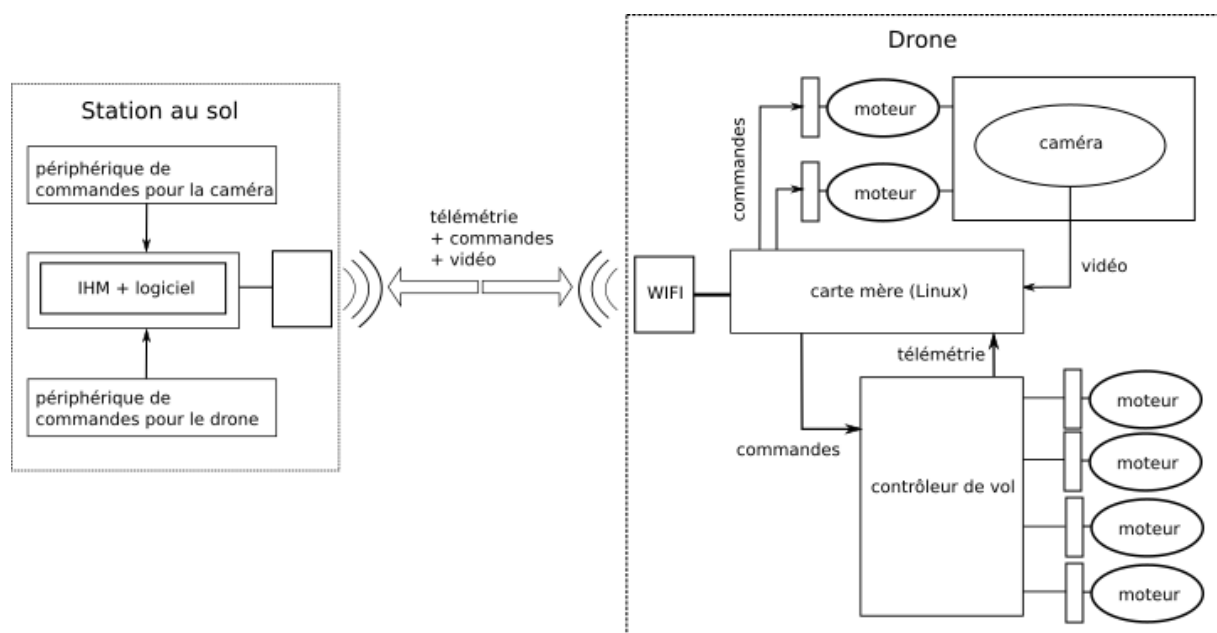 Station au sol
périphérique de
commandes pour la caméra
IHM + logiciel
périphérique de
commandes pour le drone
télémétrie
+ commandes
+ vidéo
Drone
commandes
moteur
moteur
caméra
vidéo
WIFI
carte mère (Linux)
télémétrie
commandes
contrôleur de vol
moteur
moteur
moteur
moteur